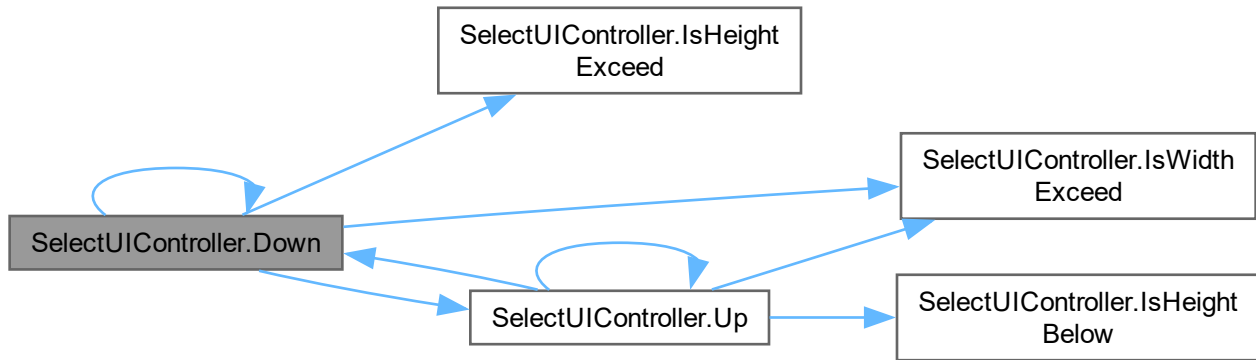 SelectUIController.IsHeight
Exceed
SelectUIController.IsWidth
Exceed
SelectUIController.Down
SelectUIController.Up
SelectUIController.IsHeight
Below